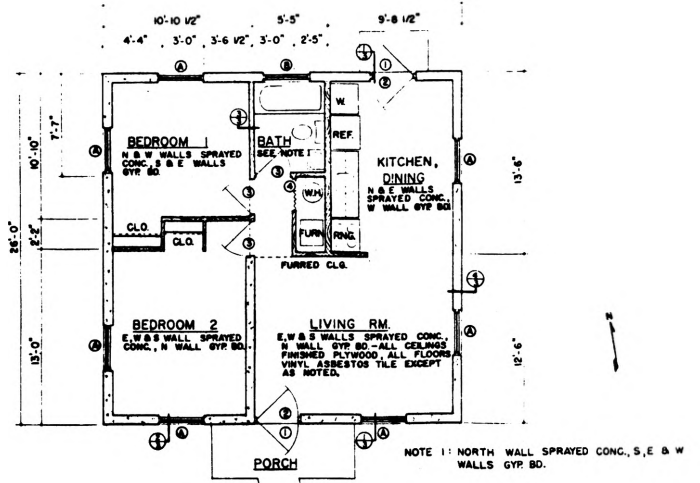 10'-10 1/2" 5'-5" 9'-8 1/2"
4'-4" 3'-0" 3'-6 1/2" 3'-0" 2'-5"
A B 1
2
W.
7'-7"
10'-10"
BEDROOM 1
N & W WALLS SPRAYED
CONC., S & E WALLS
GYP. BD.
A
BATH
SEE NOTE 1
REF.
KITCHEN,
DINING
N & E WALLS
SPRAYED CONC.,
W WALL GYP. BD.
A
13'-6"
3
4
W.H.
3
26'-0"
2'-2"
CLO.
CLO.
3
FURN.
RNG.
FURRED CLG.
N
BEDROOM 2
E, W & S WALL SPRAYED
CONC., N WALL GYP. BD.
A
13'-0"
LIVING RM.
E, W & S WALLS SPRAYED CONC.,
N WALL GYP. BD.-ALL CEILINGS
FINISHED PLYWOOD, ALL FLOORS
VINYL ASBESTOS TILE EXCEPT
AS NOTED.
A
12'-6"
2
A 1 A
PORCH
NOTE 1: NORTH WALL SPRAYED CONC., S, E & W
WALLS GYP. BD.